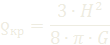 ϱкр = 3 · H² / 8 · π · G